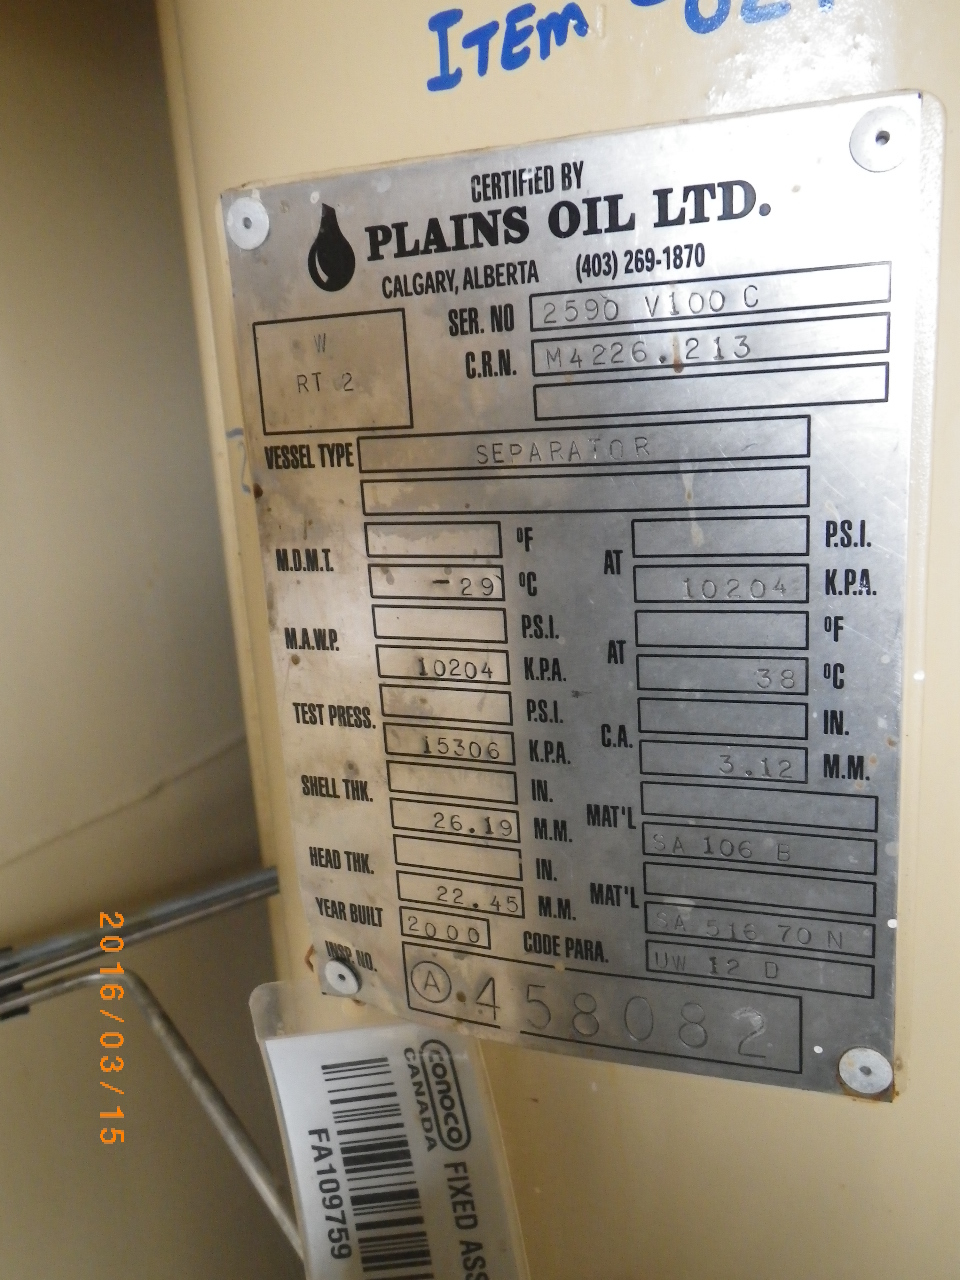 ITEM
CERTIFIED BY
PLAINS OIL LTD.
CALGARY, ALBERTA (403) 269-1870
SER. NO 2590 V100 C
W
RT 2
C.R.N. M4226.1213
VESSEL TYPE SEPARATOR
M.D.M.T. °F AT P.S.I.
-29 °C 10204 K.P.A.
M.A.W.P. P.S.I. AT °F
10204 K.P.A. 38 °C
TEST PRESS. P.S.I. C.A. IN.
15306 K.P.A. 3.12 M.M.
SHELL THK. IN. MAT'L
26.19 M.M. SA 106 B
HEAD THK. IN. MAT'L
22.45 M.M. SA 516 70 N
YEAR BUILT 2000 CODE PARA. UW 12 D
INSP. NO. A 458082
2016/03/15
conoco
CANADA
FIXED ASS
FA109759